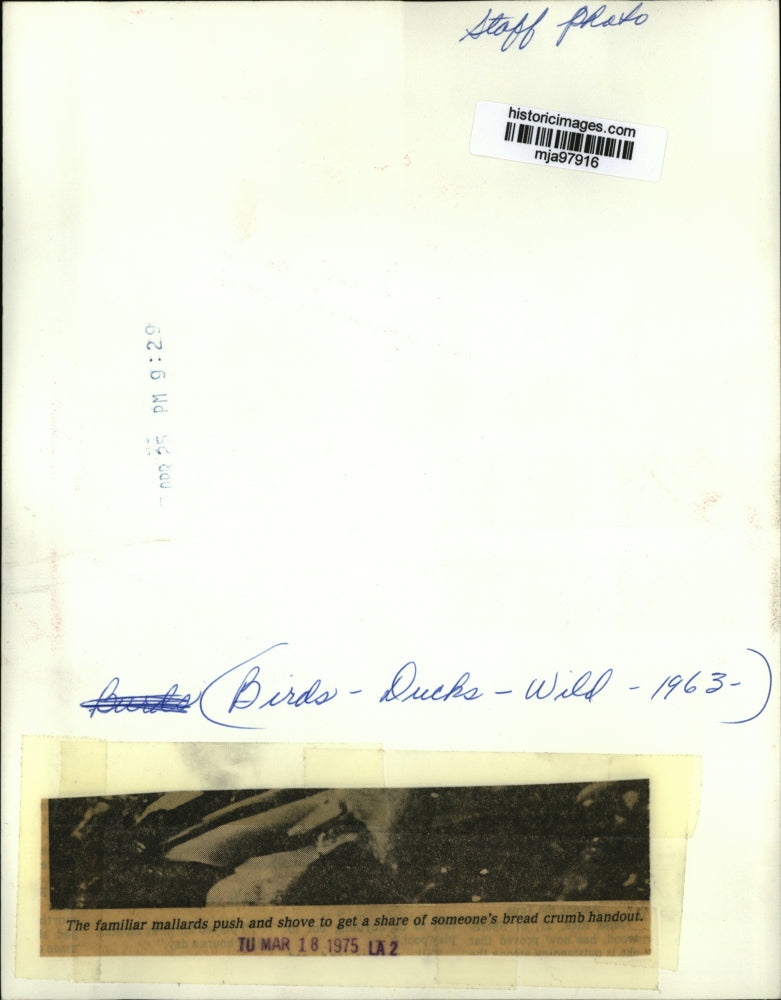 Staff photo
historicimages.com
mja97916
PM 9:29
Birds (Birds - Ducks - Wild - 1963-)
The familiar mallards push and shove to get a share of someone's bread crumb handout.
TU MAR 18 1975 LA 2